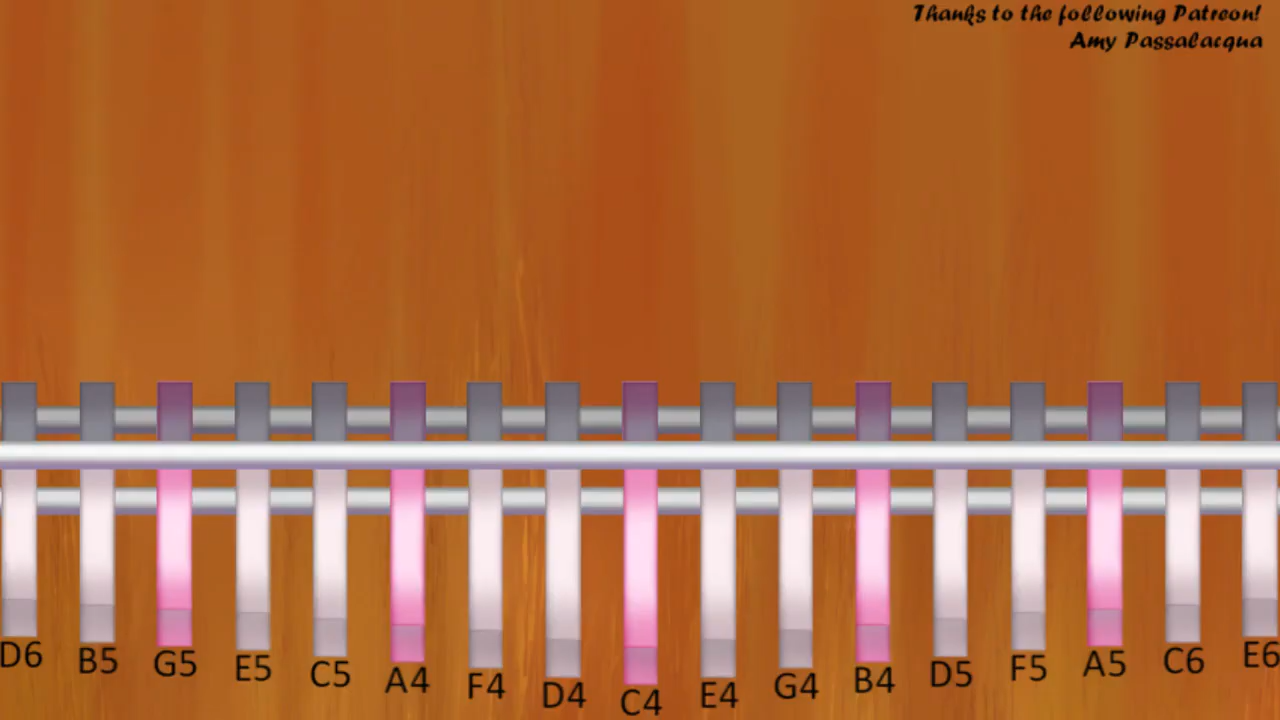 Thanks to the following Patreon!
Amy Passalacqua
D6 B5 G5 E5 C5 A4 F4 D4 C4 E4 G4 B4 D5 F5 A5 C6 E6